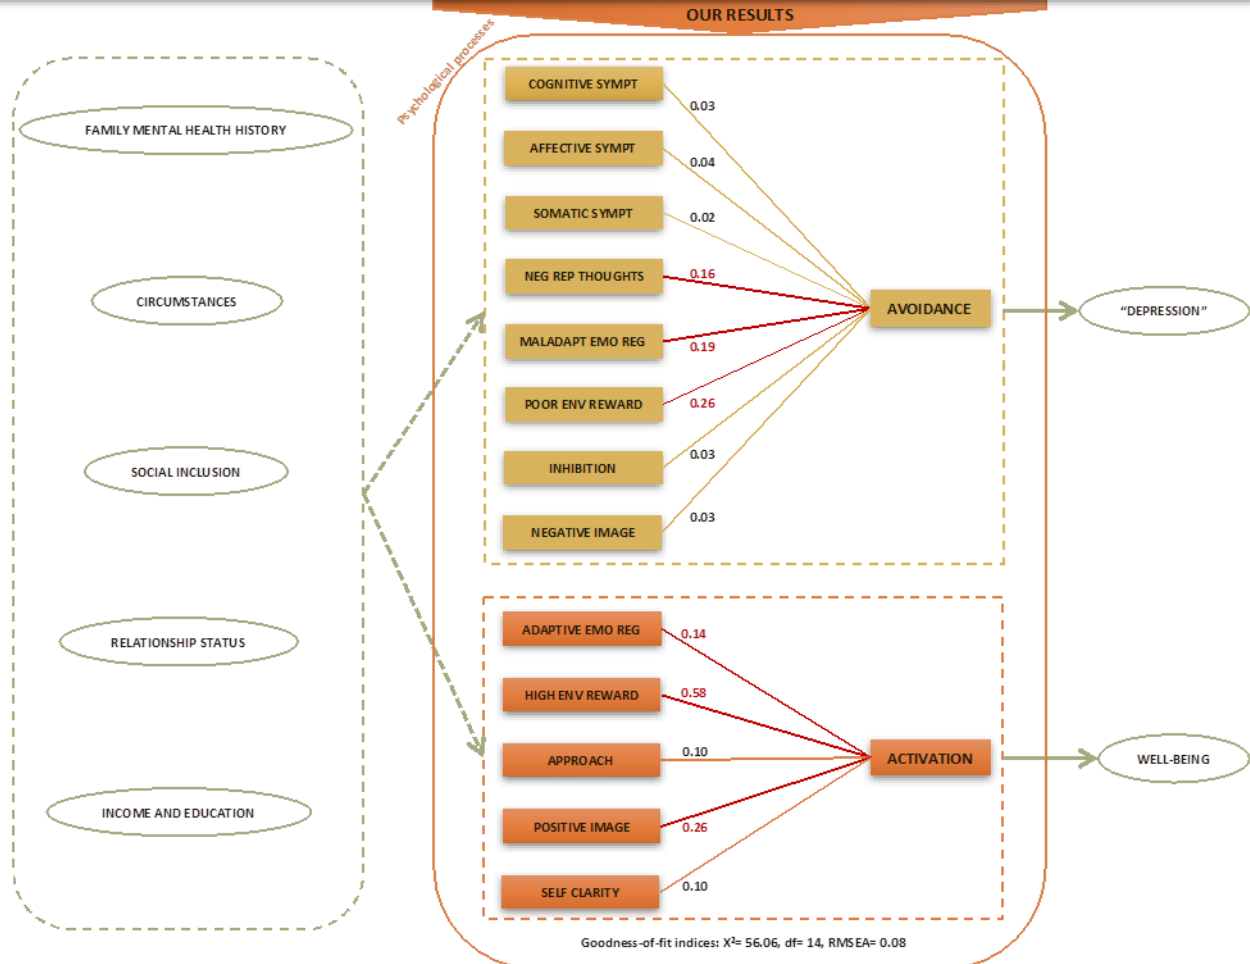 OUR RESULTS
Psychological processes
FAMILY MENTAL HEALTH HISTORY
CIRCUMSTANCES
SOCIAL INCLUSION
RELATIONSHIP STATUS
INCOME AND EDUCATION
COGNITIVE SYMPT
0.03
AFFECTIVE SYMPT
0.04
SOMATIC SYMPT
0.02
NEG REP THOUGHTS
0.16
MALADAPT EMO REG
0.19
POOR ENV REWARD
0.26
INHIBITION
0.03
NEGATIVE IMAGE
0.03
AVOIDANCE
"DEPRESSION"
ADAPTIVE EMO REG
0.14
HIGH ENV REWARD
0.58
APPROACH
0.10
POSITIVE IMAGE
0.26
SELF CLARITY
0.10
ACTIVATION
WELL-BEING
Goodness-of-fit indices: X²= 56.06, df= 14, RMSEA= 0.08